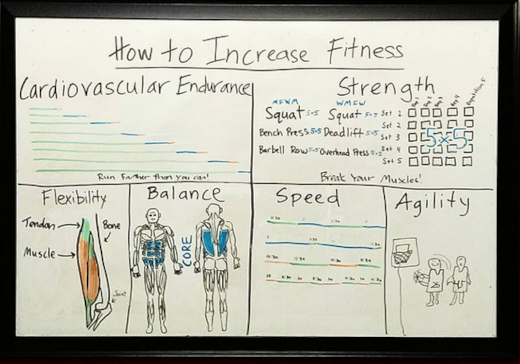 How to Increase Fitness
Cardiovascular Endurance
Run Farther than you can!
Strength
MFWM WMFW
Squat 5×5 Squat 5×5 Set 1
Set 2
Bench Press 5×5 Deadlift 5×5 Set 3
Barbell Row 5×5 Overhead Press 5×5 Set 4
Set 5
5×5
Break Your Muscles!
Flexibility
Tendon
Bone
Muscle
Joint
Balance
CORE
Speed
Agility